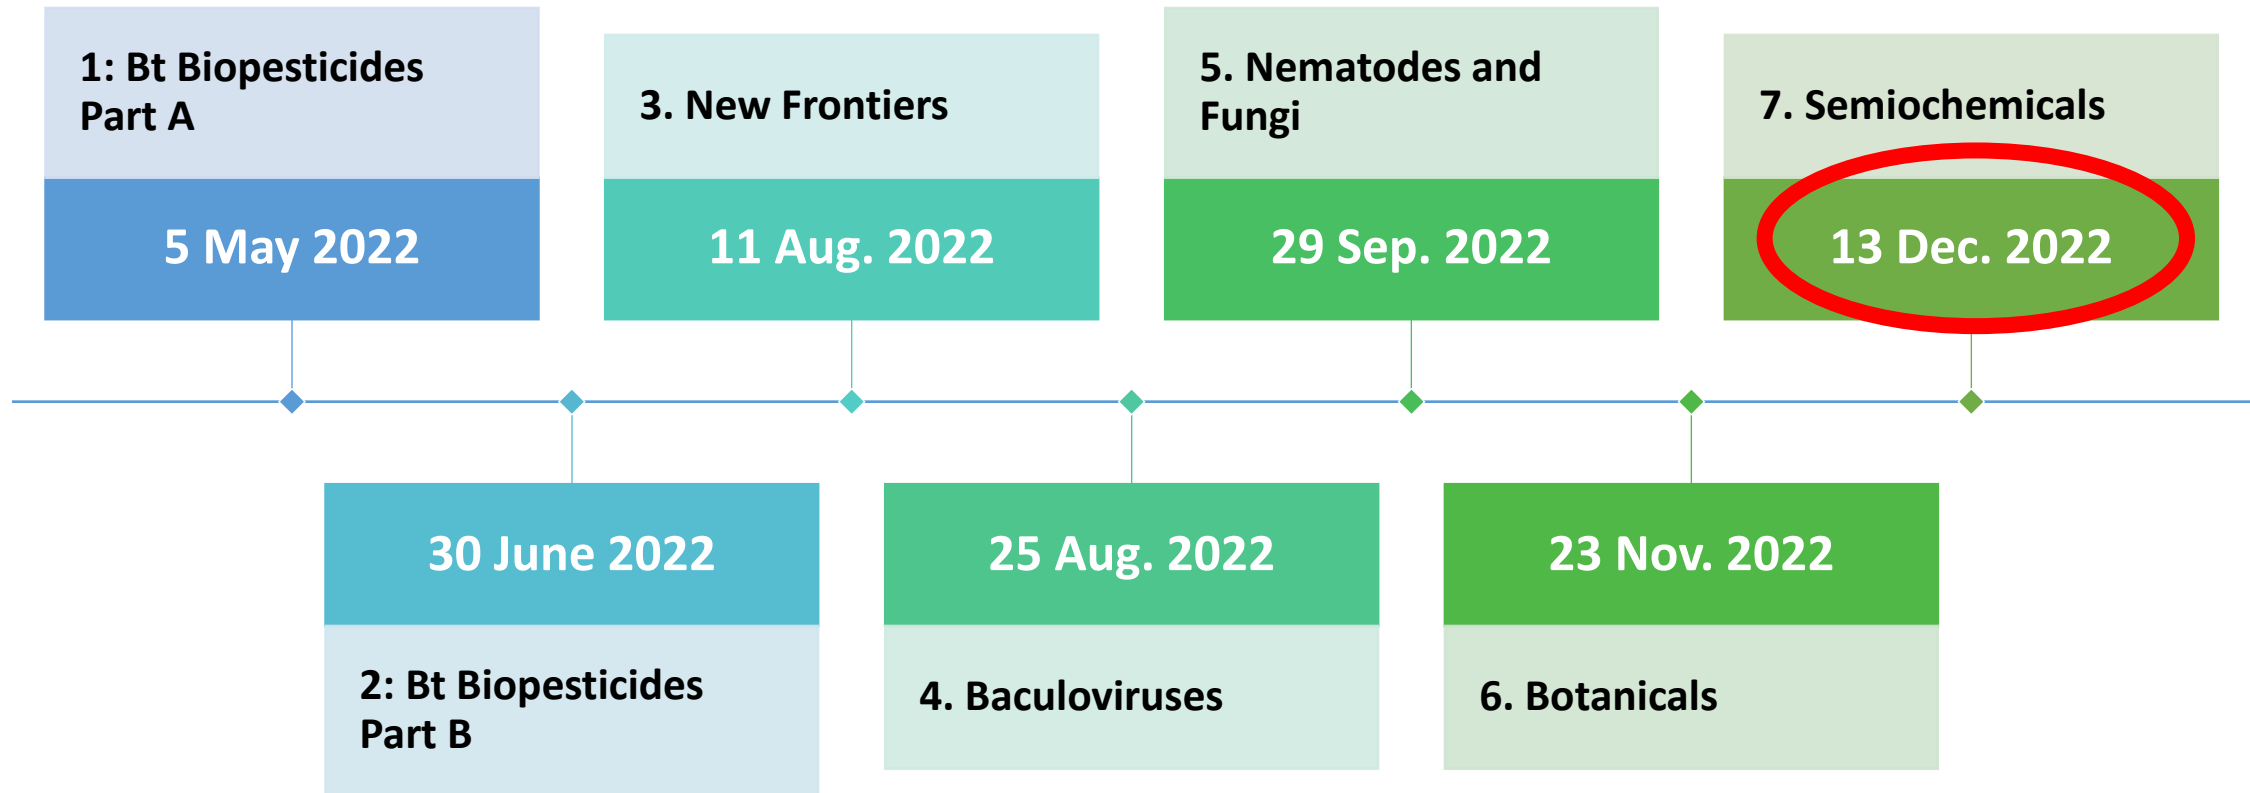 1: Bt Biopesticides
Part A
5 May 2022
30 June 2022
2: Bt Biopesticides
Part B
3. New Frontiers
11 Aug. 2022
25 Aug. 2022
4. Baculoviruses
5. Nematodes and
Fungi
29 Sep. 2022
23 Nov. 2022
6. Botanicals
7. Semiochemicals
13 Dec. 2022